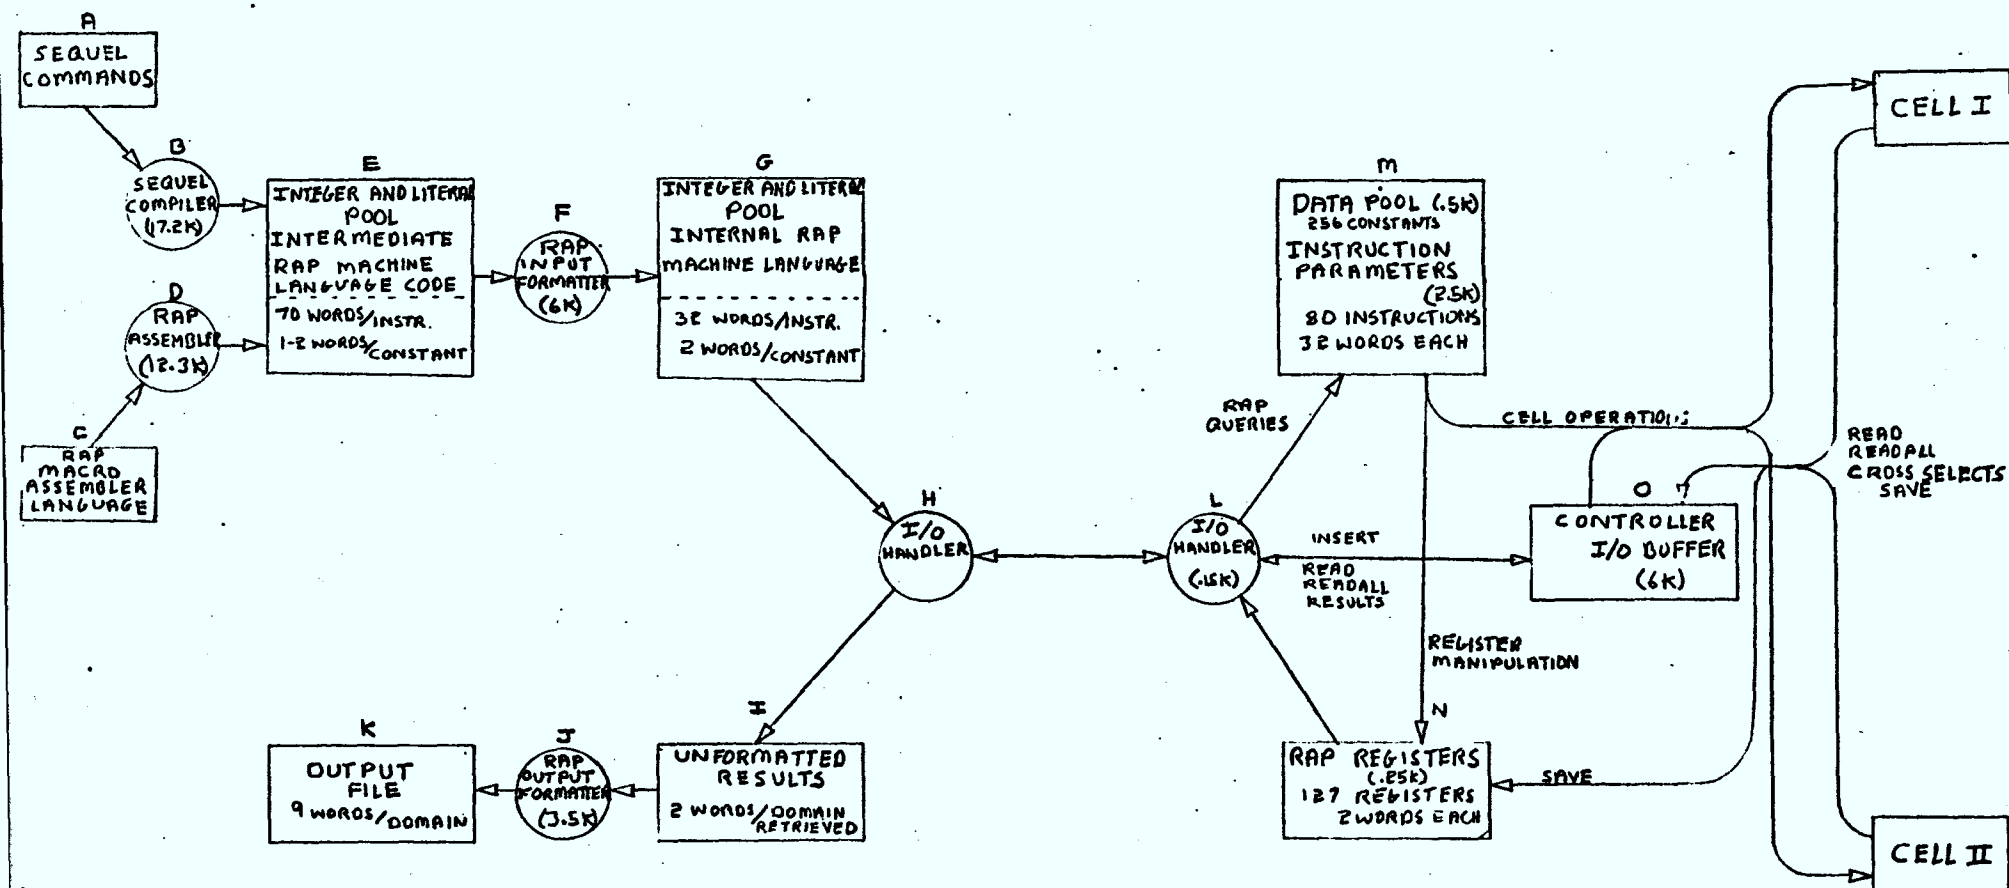 A
SEQUEL
COMMANDS
B
SEQUEL
COMPILER
(17.2K)
C
RAP
MACRO
ASSEMBLER
LANGUAGE
D
RAP
ASSEMBLER
(12.3K)
E
INTEGER AND LITERAL
POOL
INTERMEDIATE
RAP MACHINE
LANGUAGE CODE
70 WORDS/INSTR.
1-2 WORDS/CONSTANT
F
RAP
INPUT
FORMATTER
(6K)
G
INTEGER AND LITERAL
POOL
INTERNAL RAP
MACHINE LANGUAGE
32 WORDS/INSTR.
2 WORDS/CONSTANT
H
I/O
HANDLER
I
UNFORMATTED
RESULTS
2 WORDS/DOMAIN
RETRIEVED
J
RAP
OUTPUT
FORMATTER
(3.5K)
K
OUTPUT
FILE
9 WORDS/DOMAIN
L
I/O
HANDLER
(.15K)
RAP
QUERIES
INSERT
READ
READALL
RESULTS
M
DATA POOL (.5K)
256 CONSTANTS
INSTRUCTION
PARAMETERS
(2.5K)
80 INSTRUCTIONS
32 WORDS EACH
CELL OPERATIONS
REGISTER
MANIPULATION
N
RAP REGISTERS
(.25K)
127 REGISTERS
2 WORDS EACH
SAVE
O
CONTROLLER
I/O BUFFER
(6K)
READ
READALL
CROSS SELECTS
SAVE
CELL I
CELL II